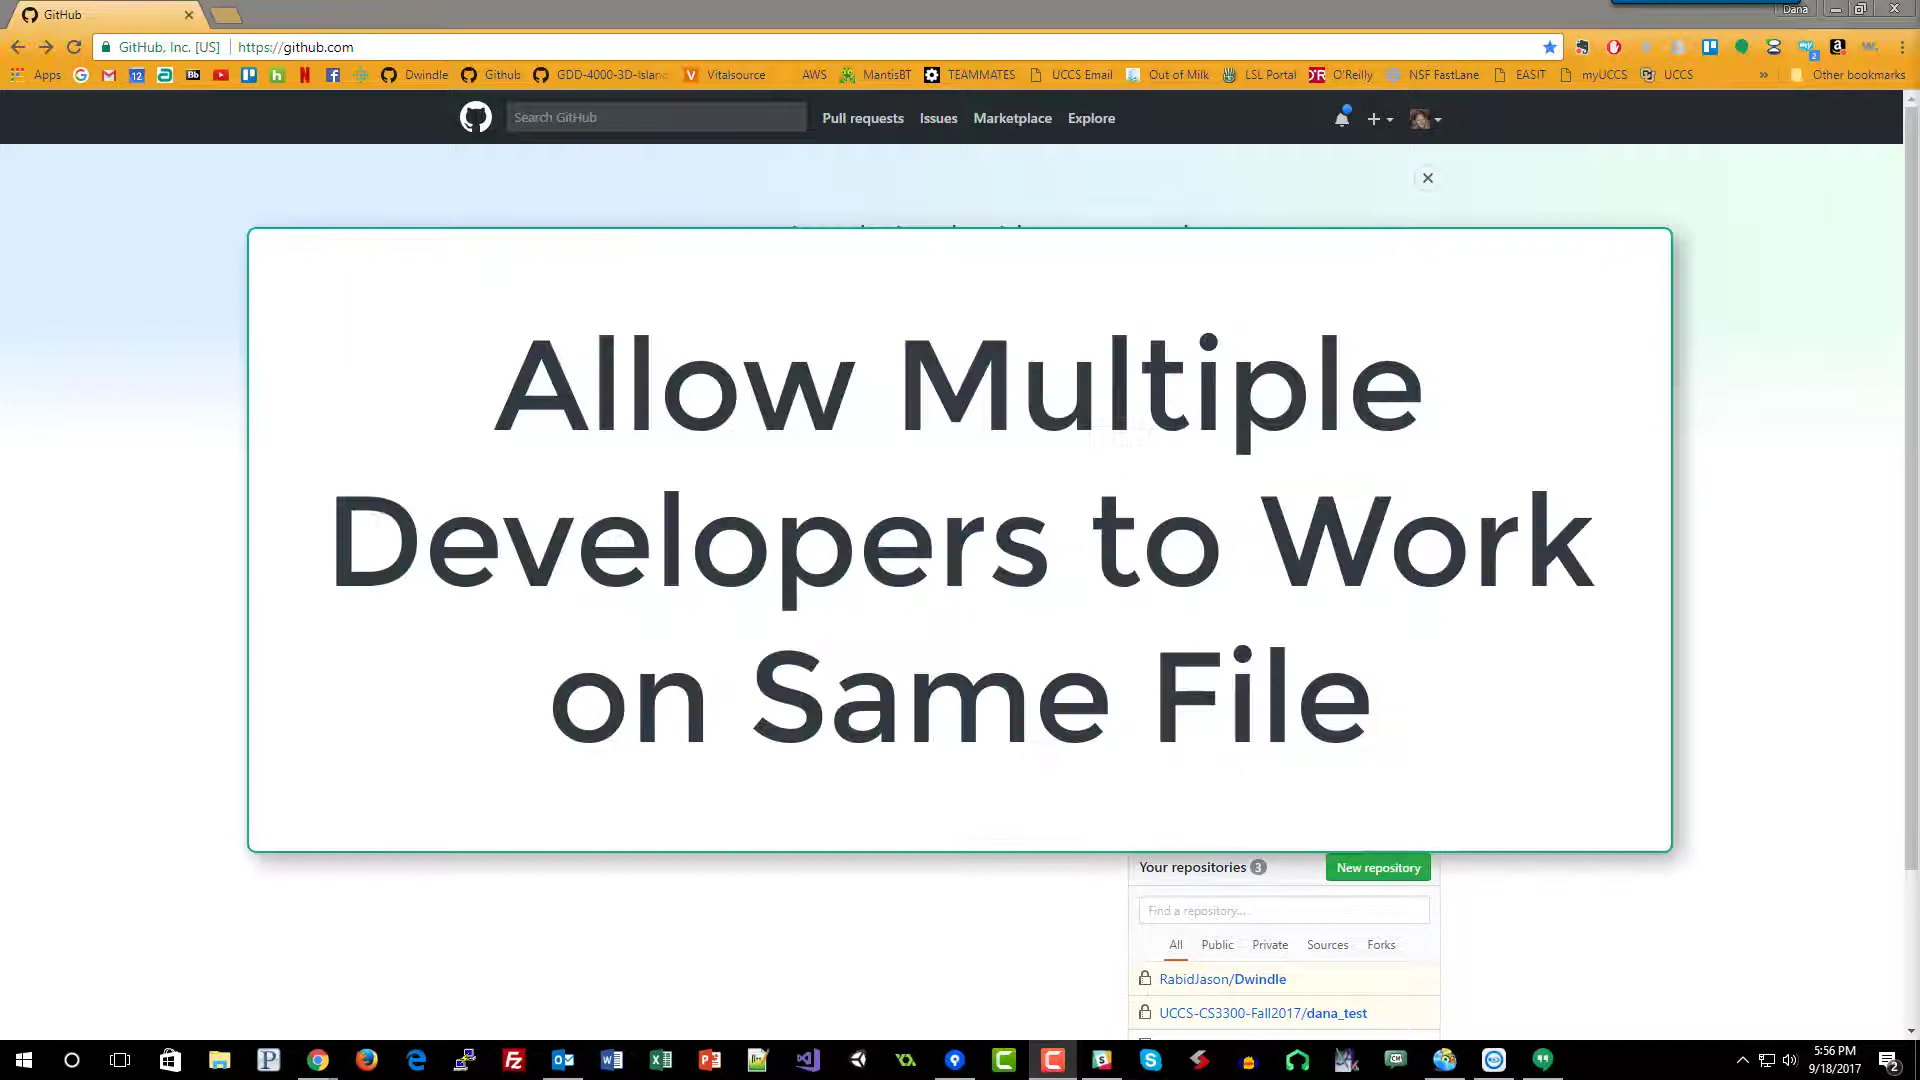 GitHub
Dana
GitHub, Inc. [US] https://github.com
Apps 12 Bb Dwindle Github GDD-4000-3D-Islan Vitalsource AWS MantisBT TEAMMATES UCCS Email Out of Milk LSL Portal O'Reilly NSF FastLane EASIT myUCCS UCCS » Other bookmarks
Search GitHub Pull requests Issues Marketplace Explore
Allow Multiple
Developers to Work
on Same File
Your repositories 3 New repository
Find a repository...
All Public Private Sources Forks
RabidJason/Dwindle
UCCS-CS3300-Fall2017/dana_test
5:56 PM
9/18/2017
2